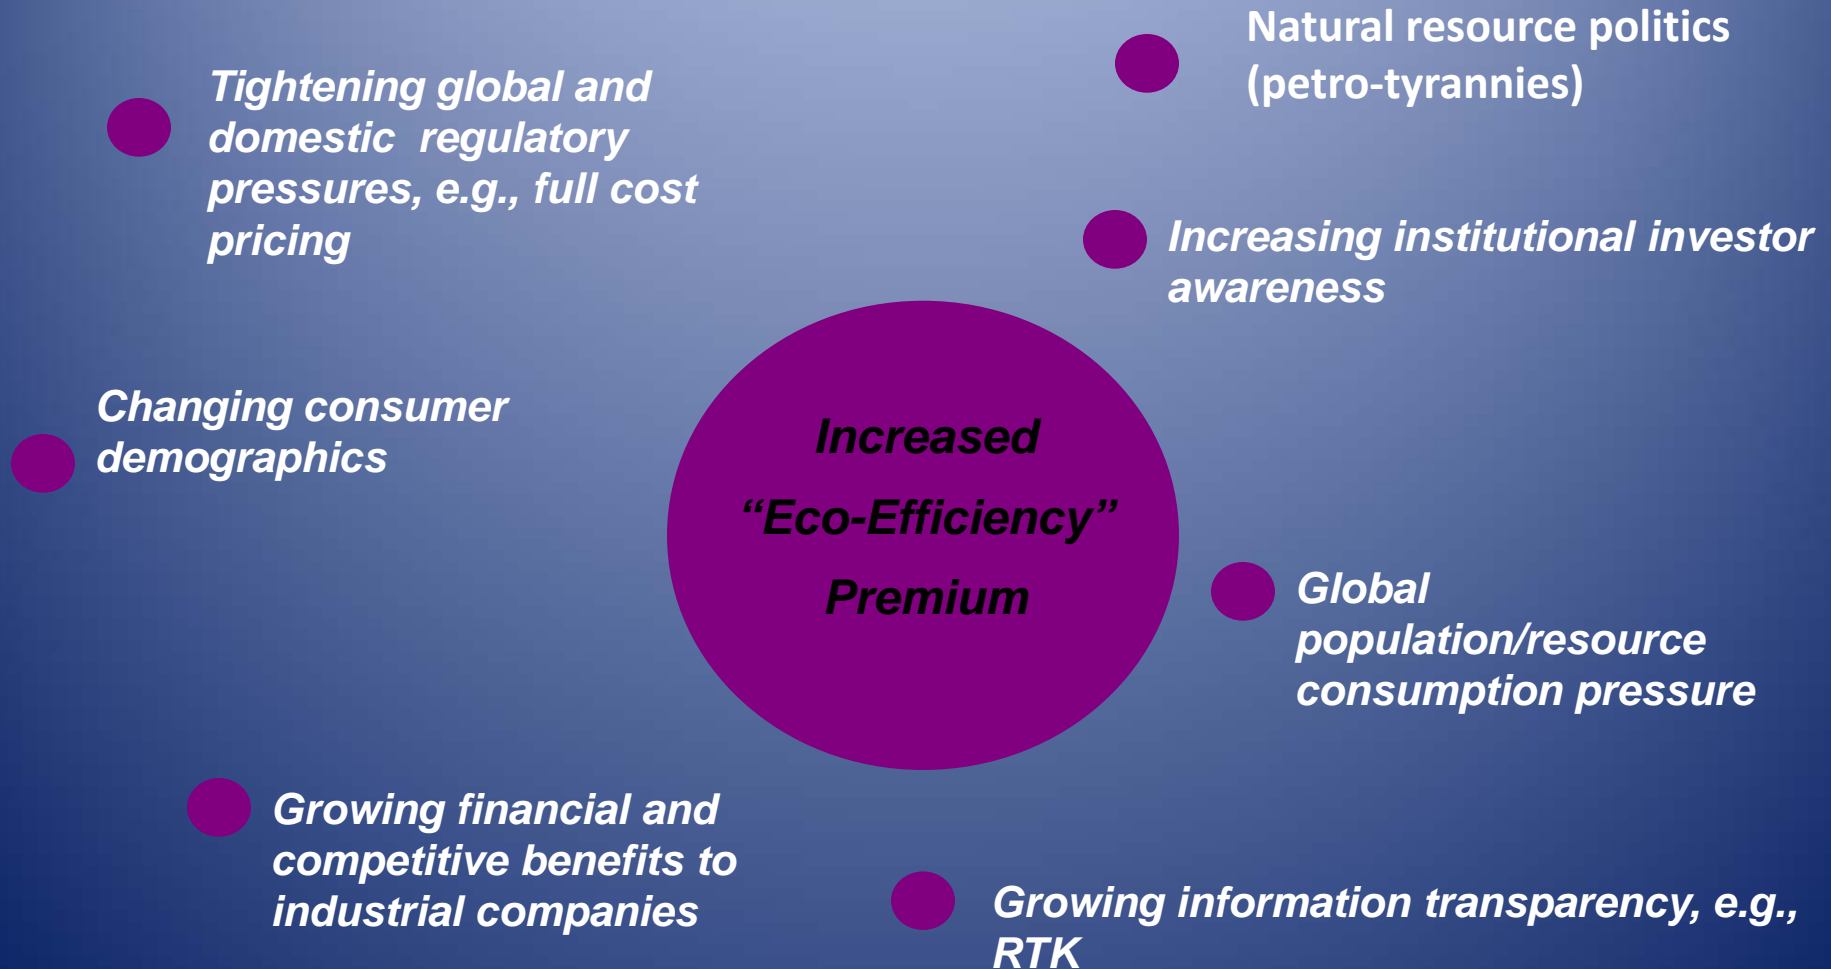 Natural resource politics
(petro-tyrannies)
Tightening global and
domestic  regulatory
pressures, e.g., full cost
pricing
Increasing institutional investor
awareness
Changing consumer
demographics
Increased
“Eco-Efficiency”
Premium
Global
population/resource
consumption pressure
Growing financial and
competitive benefits to
industrial companies
Growing information transparency, e.g.,
RTK